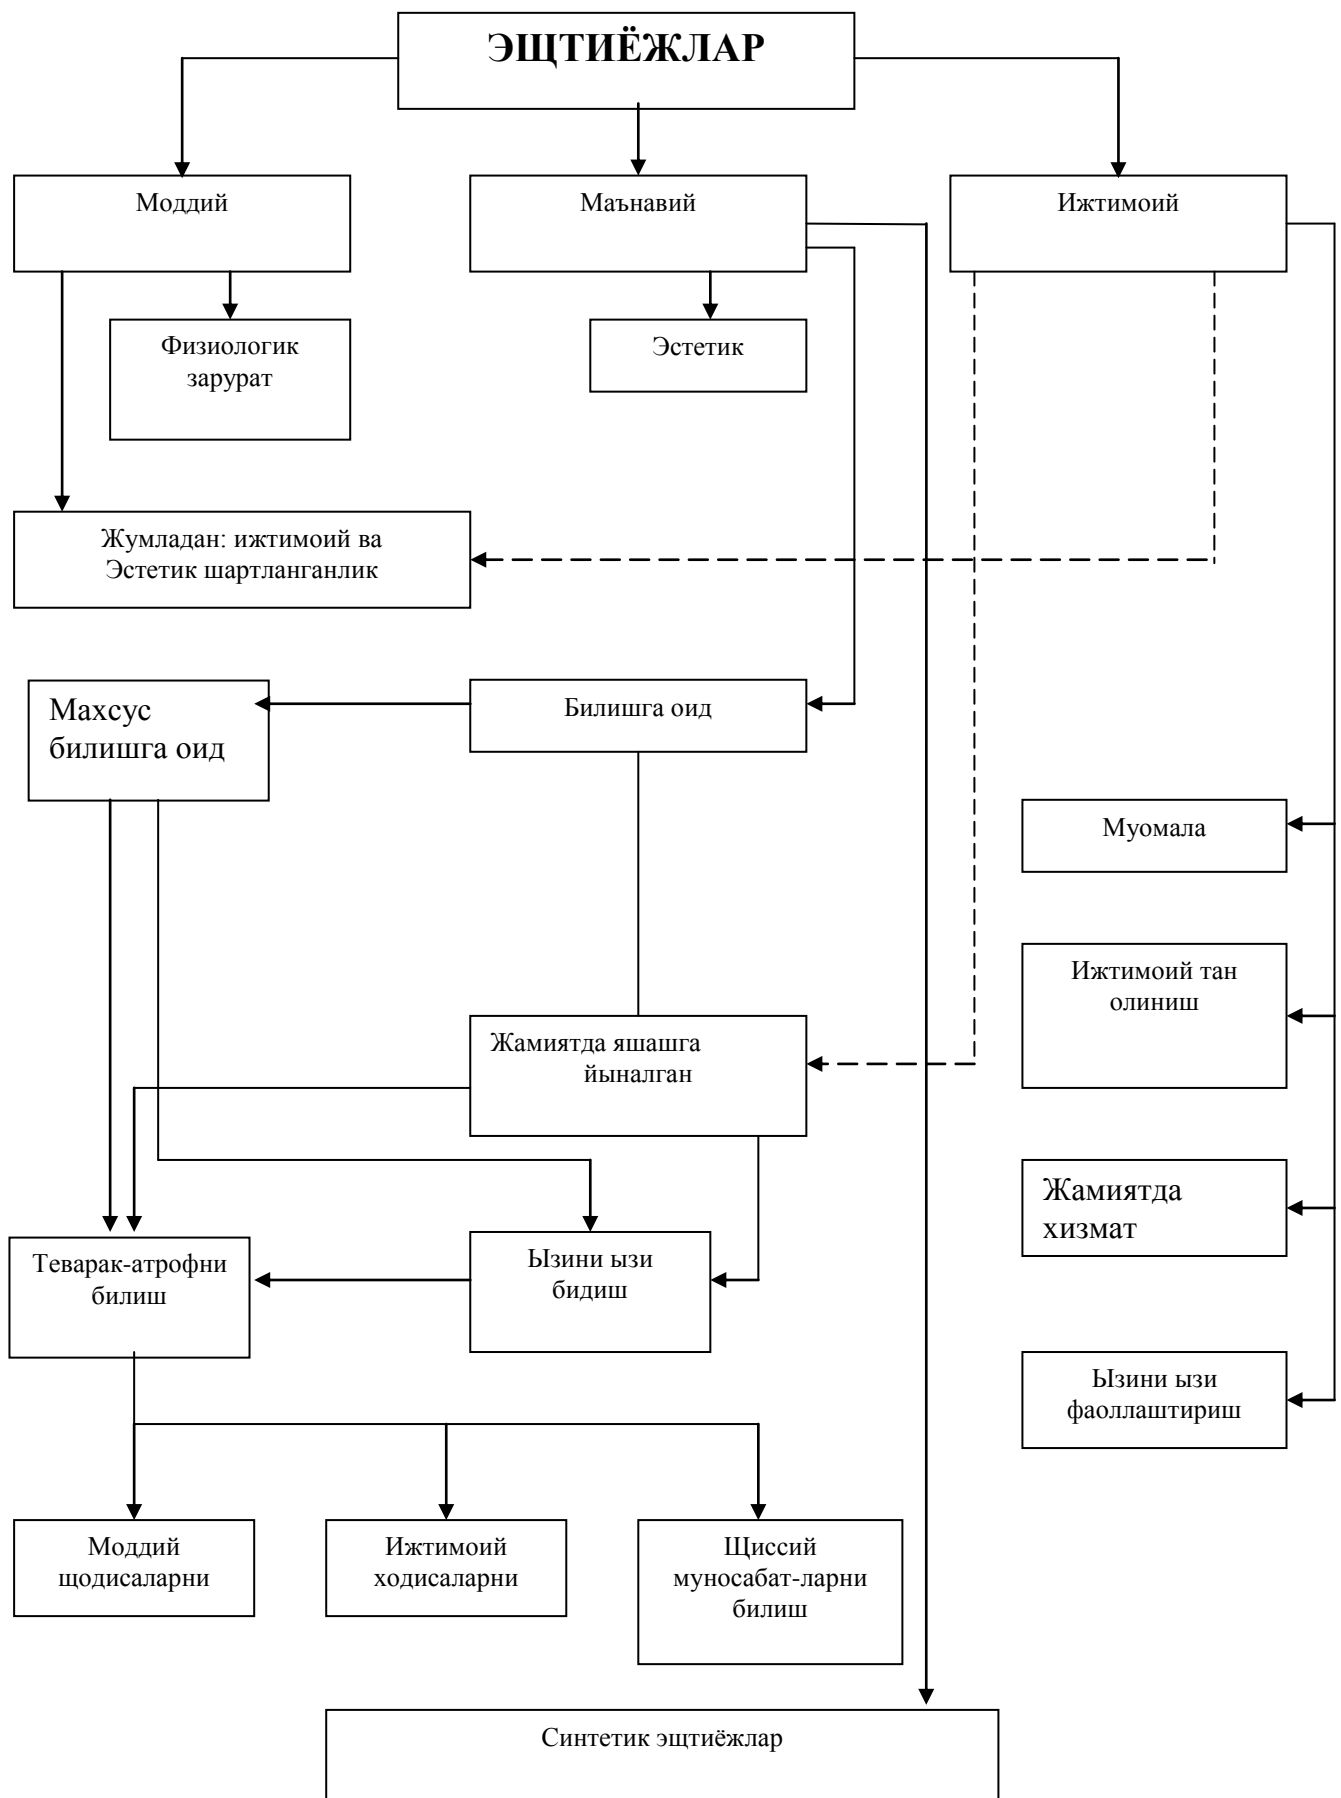 ЭЩТИЁЖЛАР
Моддий
Маънавий
Ижтимоий
Физиологик
зарурат
Эстетик
Жумладан: ижтимоий ва
Эстетик шартланганлик
Махсус
билишга оид
Билишга оид
Муомала
Ижтимоий тан
олиниш
Жамиятда яшашга
йыналган
Жамиятда
хизмат
Теварак-атрофни
билиш
Ызини ызи
бидиш
Ызини ызи
фаоллаштириш
Моддий
щодисаларни
Ижтимоий
ходисаларни
Щиссий
муносабат-ларни
билиш
Синтетик эщтиёжлар